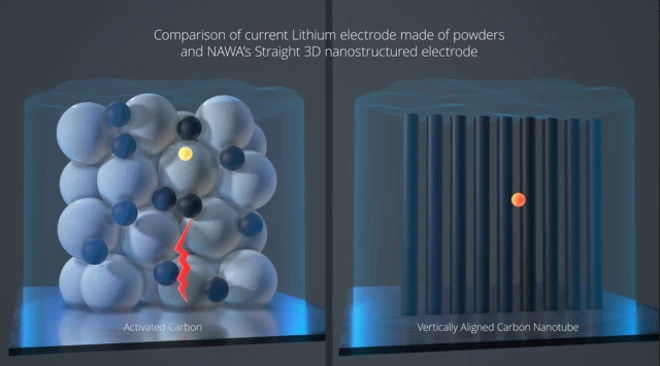 Comparison of current Lithium electrode made of powders
and NAWA's Straight 3D nanostructured electrode
Activated Carbon
Vertically Aligned Carbon Nanotube